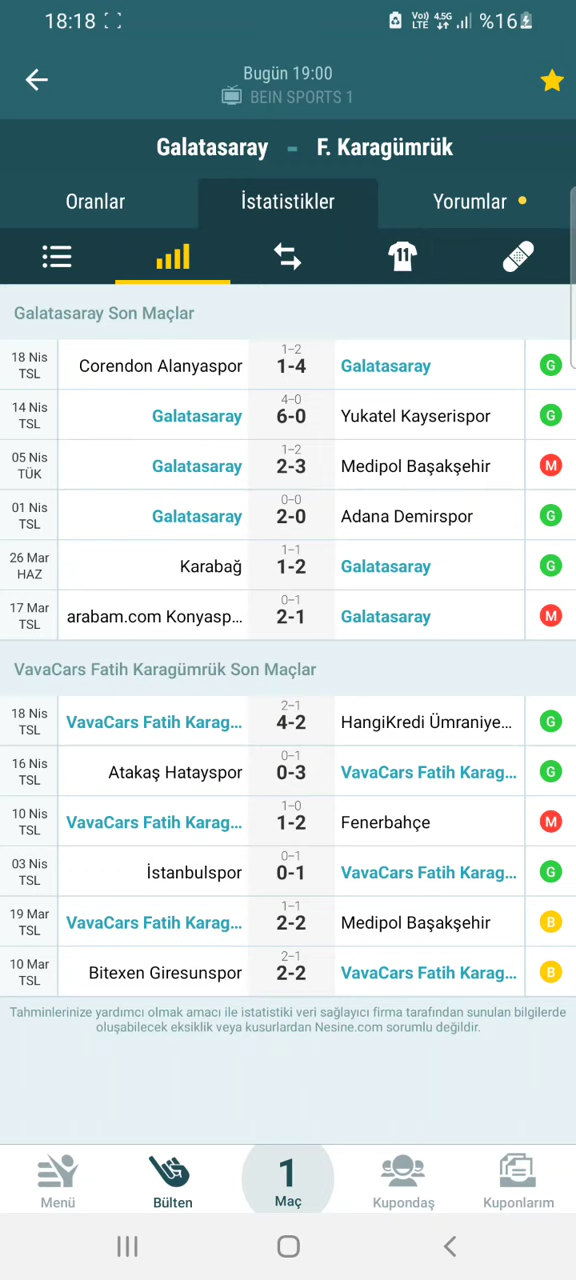 18:18 Vo)) LTE 4.5G %16
Bugün 19:00
BEIN SPORTS 1
Galatasaray - F. Karagümrük
Oranlar İstatistikler Yorumlar
11
Galatasaray Son Maçlar
18 Nis TSL Corendon Alanyaspor 1-2 1-4 Galatasaray G
14 Nis TSL Galatasaray 4-0 6-0 Yukatel Kayserispor G
05 Nis TÜK Galatasaray 1-2 2-3 Medipol Başakşehir M
01 Nis TSL Galatasaray 0-0 2-0 Adana Demirspor G
26 Mar HAZ Karabağ 1-1 1-2 Galatasaray G
17 Mar TSL arabam.com Konyasp... 0-1 2-1 Galatasaray M
VavaCars Fatih Karagümrük Son Maçlar
18 Nis TSL VavaCars Fatih Karag... 2-1 4-2 HangiKredi Ümraniye... G
16 Nis TSL Atakaş Hatayspor 0-1 0-3 VavaCars Fatih Karag... G
10 Nis TSL VavaCars Fatih Karag... 1-0 1-2 Fenerbahçe M
03 Nis TSL İstanbulspor 0-1 0-1 VavaCars Fatih Karag... G
19 Mar TSL VavaCars Fatih Karag... 1-1 2-2 Medipol Başakşehir B
10 Mar TSL Bitexen Giresunspor 2-1 2-2 VavaCars Fatih Karag... B
Tahminlerinize yardımcı olmak amacı ile istatistiki veri sağlayıcı firma tarafından sunulan bilgilerde
oluşabilecek eksiklik veya kusurlardan Nesine.com sorumlu değildir.
1
Menü Bülten Maç Kupondaş Kuponlarım